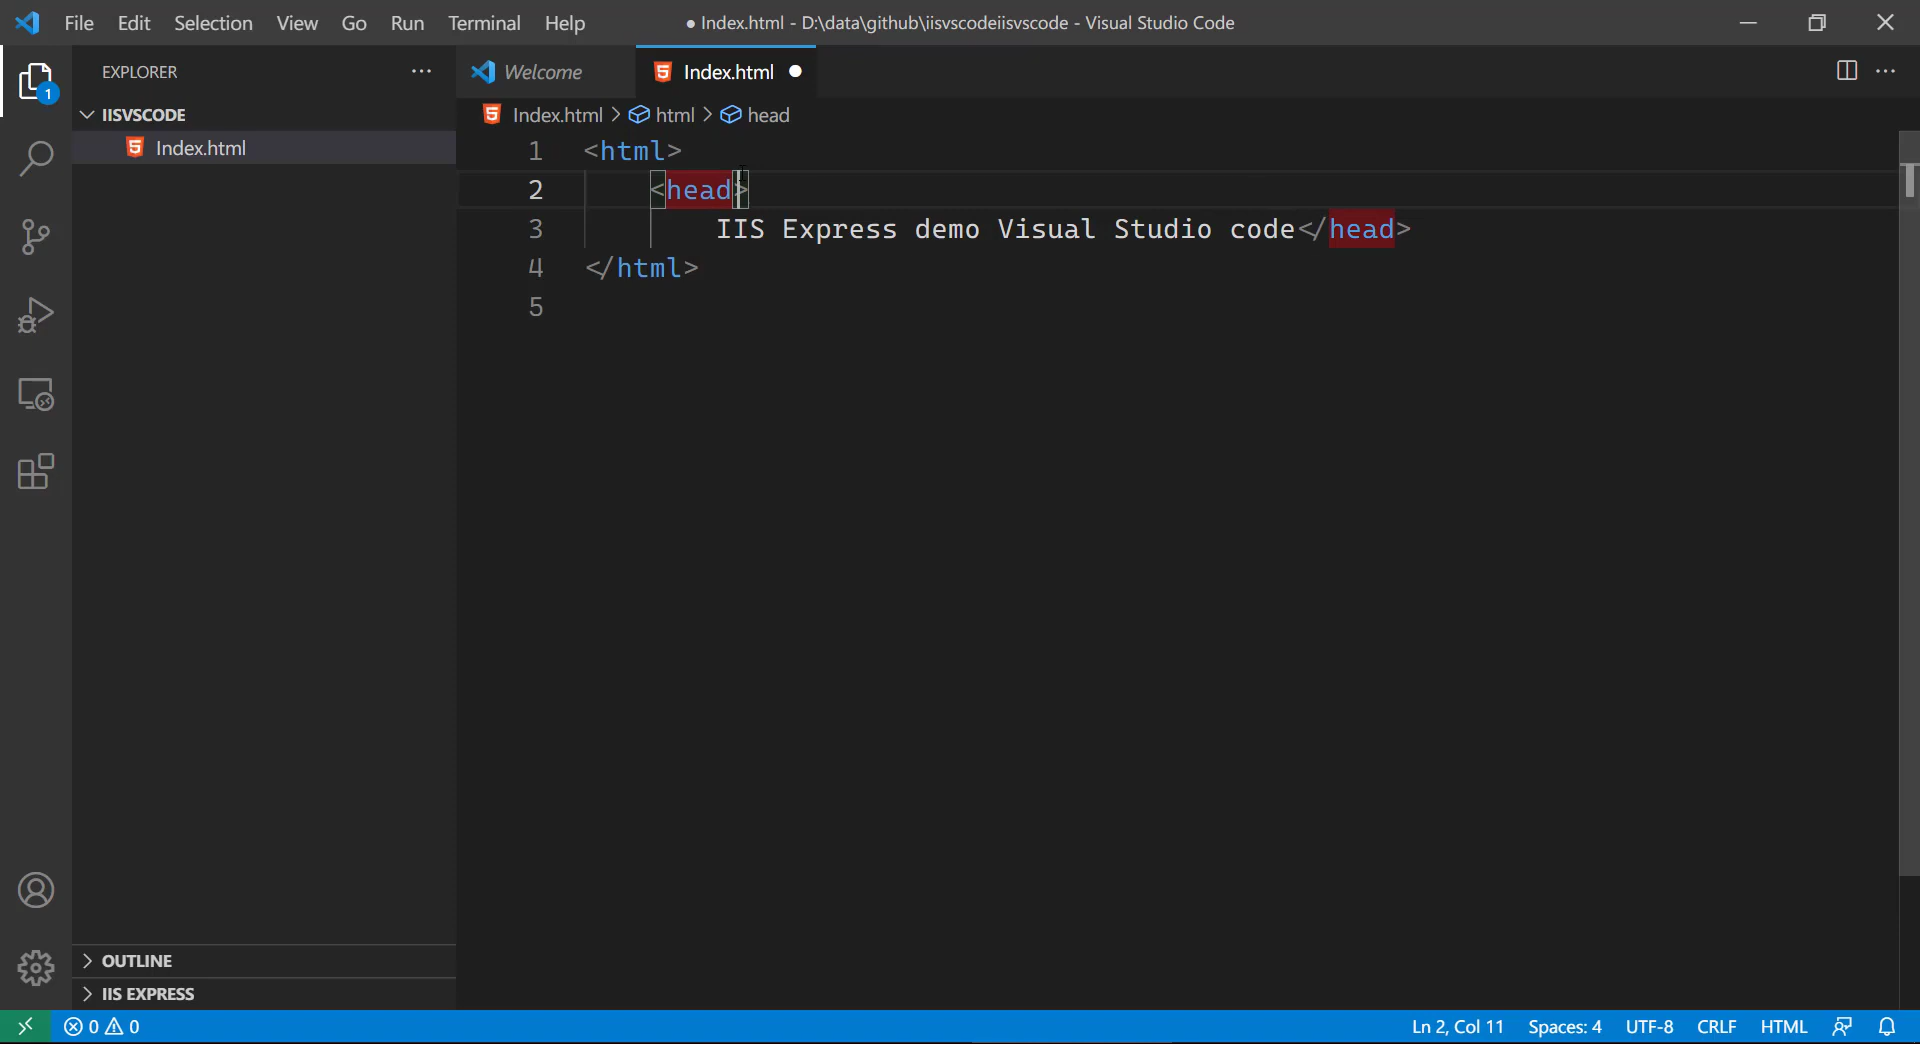 File Edit Selection View Go Run Terminal Help ● Index.html - D:\data\github\iisvscodeiisvscode - Visual Studio Code
EXPLORER
Welcome
Index.html
1
IISVSCODE
Index.html > html > head
Index.html
1 <html>
2 <head>
3 IIS Express demo Visual Studio code</head>
4 </html>
5
OUTLINE
IIS EXPRESS
0 0 Ln 2, Col 11 Spaces: 4 UTF-8 CRLF HTML